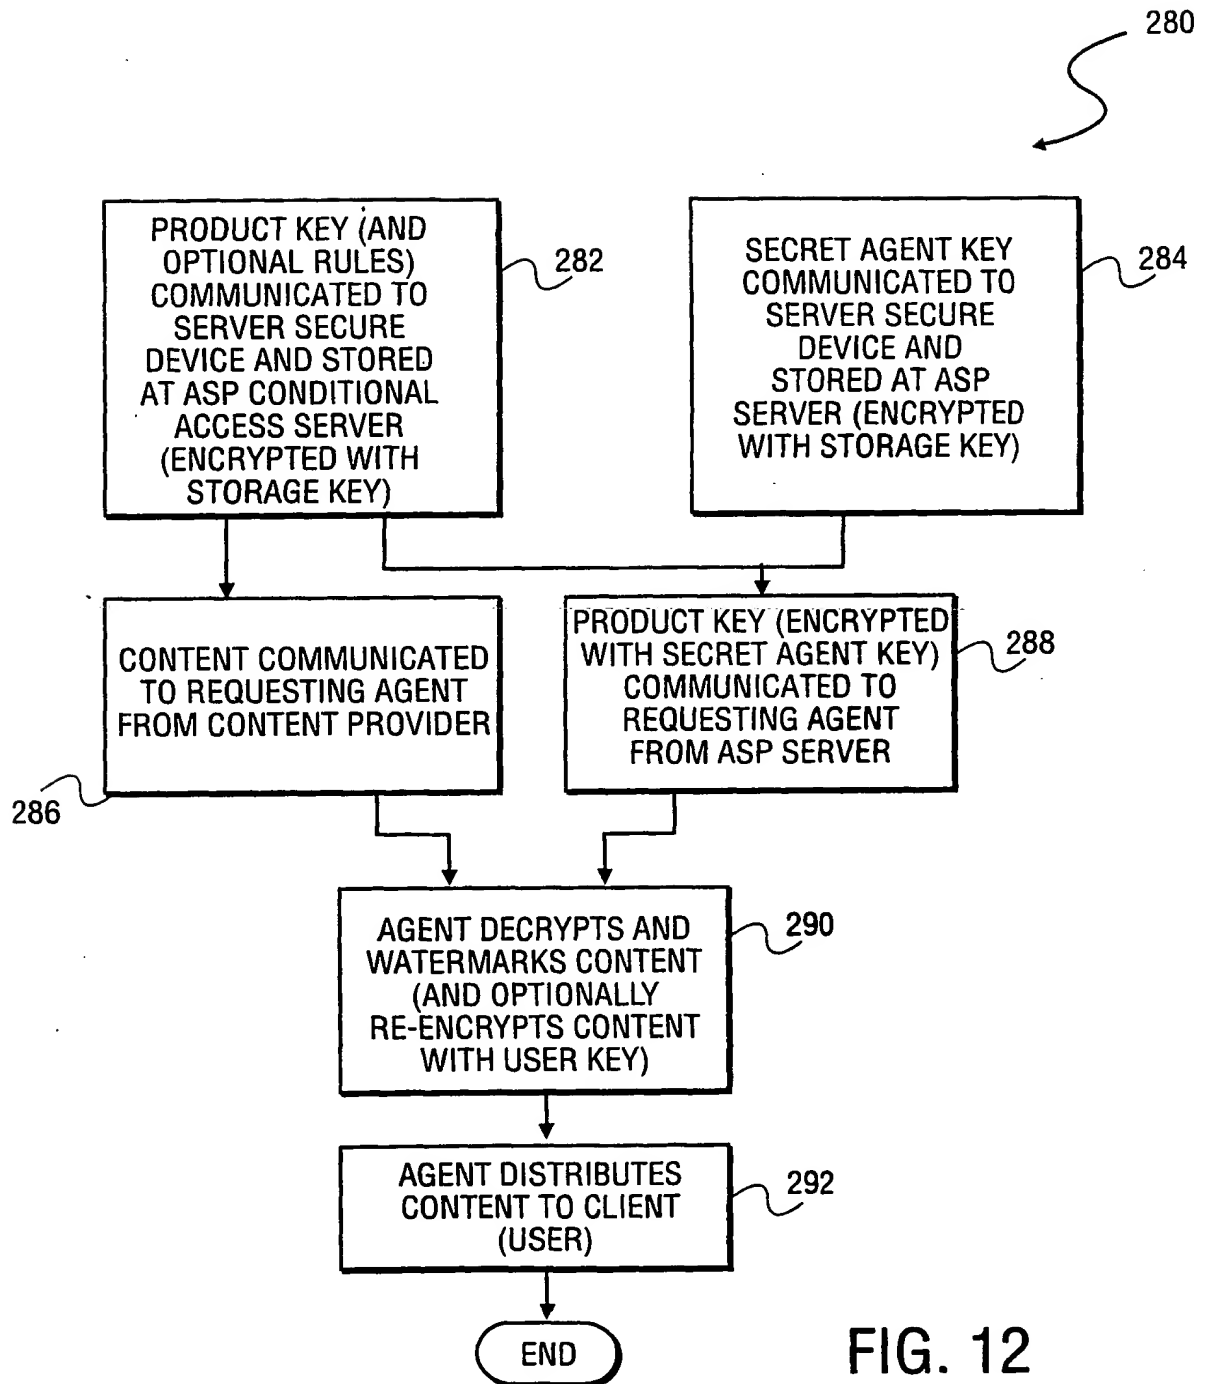 280
PRODUCT KEY (AND
OPTIONAL RULES)
COMMUNICATED TO
SERVER SECURE
DEVICE AND STORED
AT ASP CONDITIONAL
ACCESS SERVER
(ENCRYPTED WITH
STORAGE KEY)
282
SECRET AGENT KEY
COMMUNICATED TO
SERVER SECURE
DEVICE AND
STORED AT ASP
SERVER (ENCRYPTED
WITH STORAGE KEY)
284
CONTENT COMMUNICATED
TO REQUESTING AGENT
FROM CONTENT PROVIDER
286
PRODUCT KEY (ENCRYPTED
WITH SECRET AGENT KEY)
COMMUNICATED TO
REQUESTING AGENT
FROM ASP SERVER
288
AGENT DECRYPTS AND
WATERMARKS CONTENT
(AND OPTIONALLY
RE-ENCRYPTS CONTENT
WITH USER KEY)
290
AGENT DISTRIBUTES
CONTENT TO CLIENT
(USER)
292
END
FIG. 12